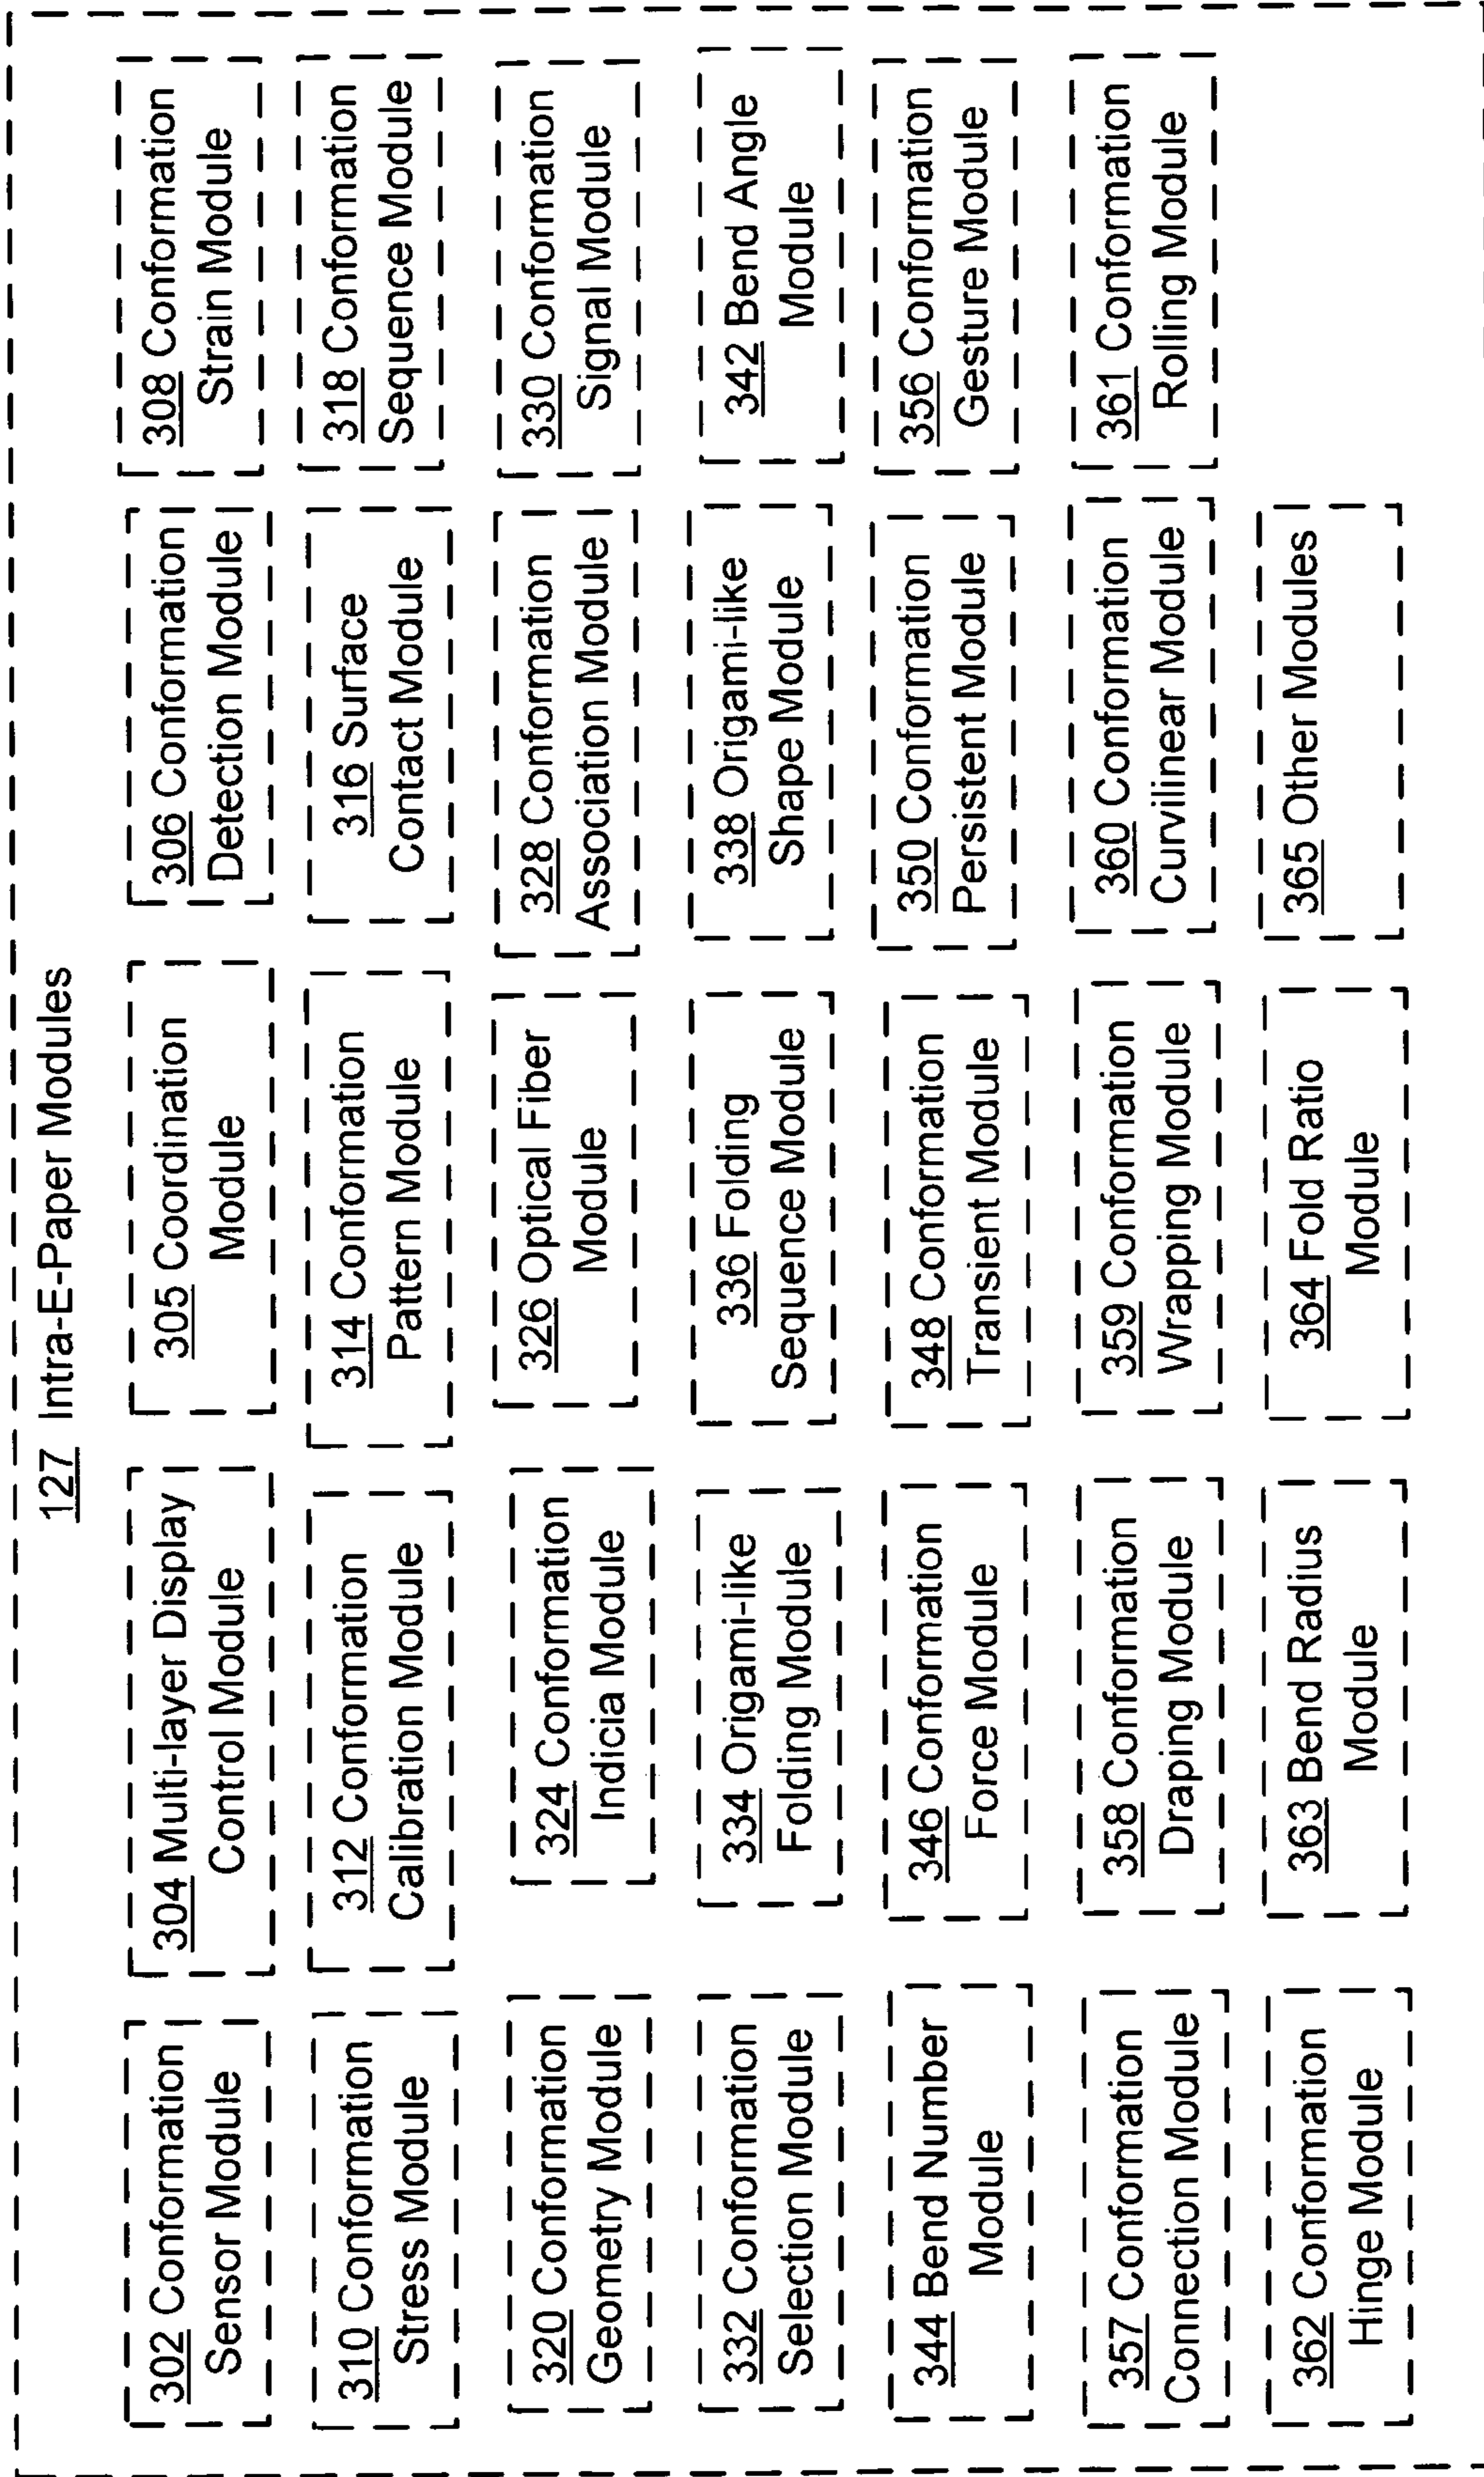 127 Intra-E-Paper Modules
302 Conformation
Sensor Module
304 Multi-layer Display
Control Module
305 Coordination
Module
306 Conformation
Detection Module
308 Conformation
Strain Module
310 Conformation
Stress Module
312 Conformation
Calibration Module
314 Conformation
Pattern Module
316 Surface
Contact Module
318 Conformation
Sequence Module
320 Conformation
Geometry Module
324 Conformation
Indicia Module
326 Optical Fiber
Module
328 Conformation
Association Module
330 Conformation
Signal Module
332 Conformation
Selection Module
334 Origami-like
Folding Module
336 Folding
Sequence Module
338 Origami-like
Shape Module
342 Bend Angle
Module
344 Bend Number
Module
346 Conformation
Force Module
348 Conformation
Transient Module
350 Conformation
Persistent Module
356 Conformation
Gesture Module
357 Conformation
Connection Module
358 Conformation
Draping Module
359 Conformation
Wrapping Module
360 Conformation
Curvilinear Module
361 Conformation
Rolling Module
362 Conformation
Hinge Module
363 Bend Radius
Module
364 Fold Ratio
Module
365 Other Modules